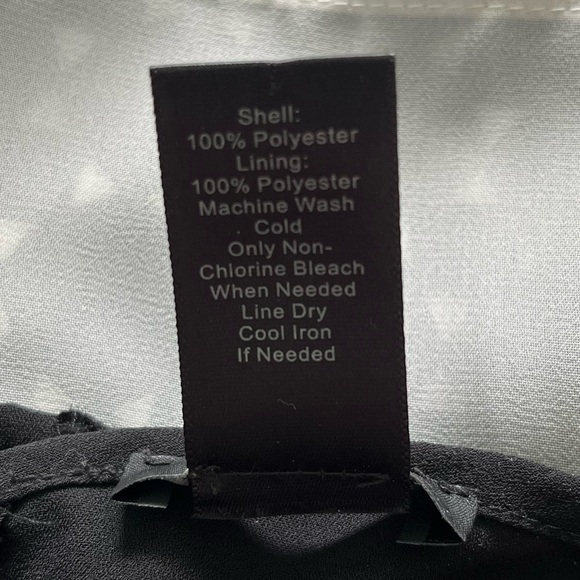 Shell:
100% Polyester
Lining:
100% Polyester
Machine Wash
Cold
Only Non-
Chlorine Bleach
When Needed
Line Dry
Cool Iron
If Needed